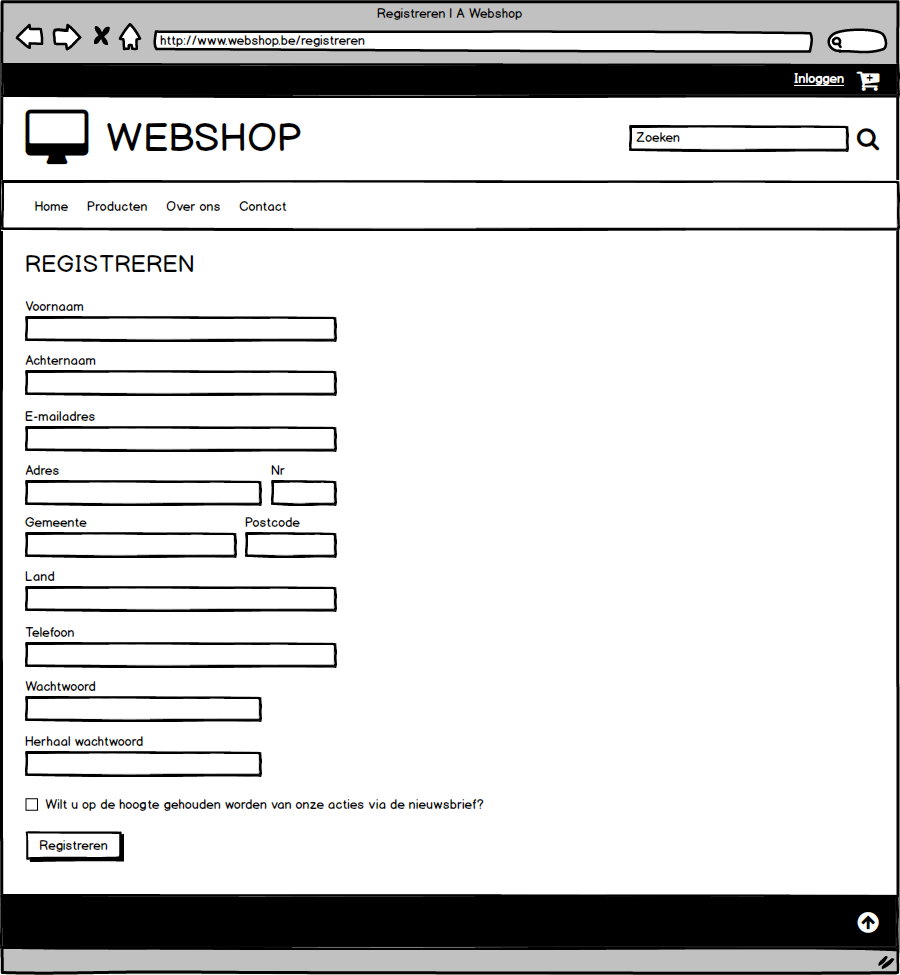 Registreren | A Webshop
http://www.webshop.be/registreren
Inloggen
WEBSHOP
Zoeken
Home Producten Over ons Contact
REGISTREREN
Voornaam
Achternaam
E-mailadres
Adres Nr
Gemeente Postcode
Land
Telefoon
Wachtwoord
Herhaal wachtwoord
Wilt u op de hoogte gehouden worden van onze acties via de nieuwsbrief?
Registreren